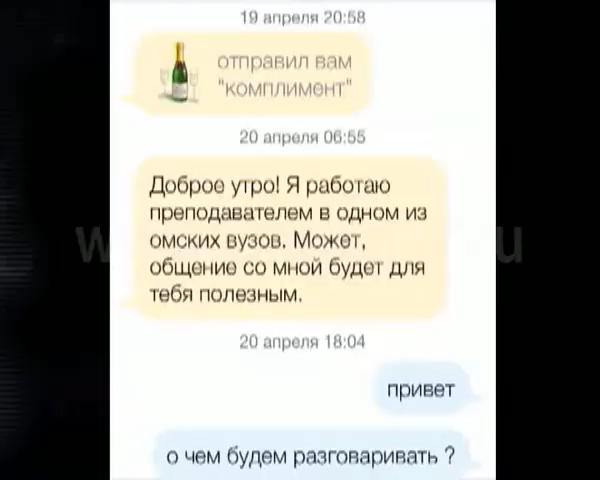 19 апреля 20:58
отправил вам
"комплимент"
20 апреля 06:55
Доброе утро! Я работаю
преподавателем в одном из
омских вузов. Может,
общение со мной будет для
тебя полезным.
20 апреля 18:04
привет
о чем будем разговаривать ?